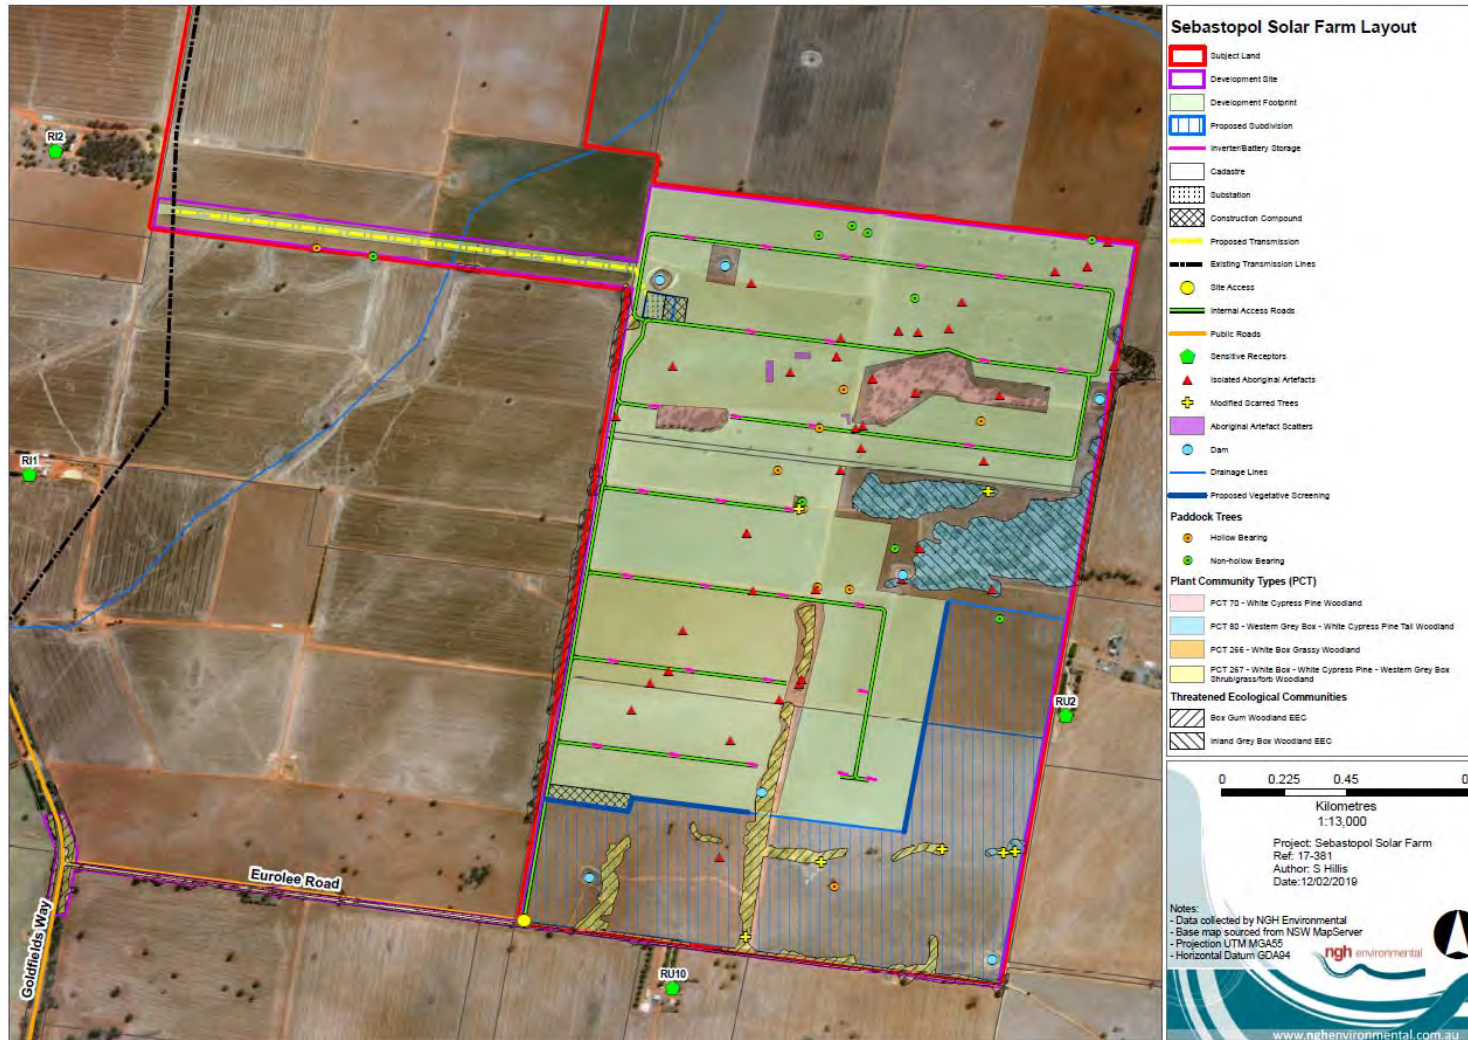 RI2
RI1
RU2
RU10
Eurolee Road
Goldfields Way
Sebastopol Solar Farm Layout
Subject Land
Development Site
Development Footprint
Proposed Subdivision
Inverter/Battery Storage
Cadastre
Substation
Construction Compound
Proposed Transmission
Existing Transmission Lines
Site Access
Internal Access Roads
Public Roads
Sensitive Receptors
Isolated Aboriginal Artefacts
Modified Scarred Trees
Aboriginal Artefact Scatters
Dam
Drainage Lines
Proposed Vegetative Screening
Paddock Trees
Hollow Bearing
Non-hollow Bearing
Plant Community Types (PCT)
PCT 70 - White Cypress Pine Woodland
PCT 80 - Western Grey Box - White Cypress Pine Tall Woodland
PCT 266 - White Box Grassy Woodland
PCT 267 - White Box - White Cypress Pine - Western Grey Box
Shrub/grass/forb Woodland
Threatened Ecological Communities
Box Gum Woodland EEC
Inland Grey Box Woodland EEC
0 0.225 0.45 0
Kilometres
1:13,000
Project: Sebastopol Solar Farm
Ref: 17-381
Author: S Hillis
Date:12/02/2019
Notes:
- Data collected by NGH Environmental
- Base map sourced from NSW MapServer
- Projection UTM MGA55
- Horizontal Datum GDA94
ngh environmental
www.nghenvironmental.com.au